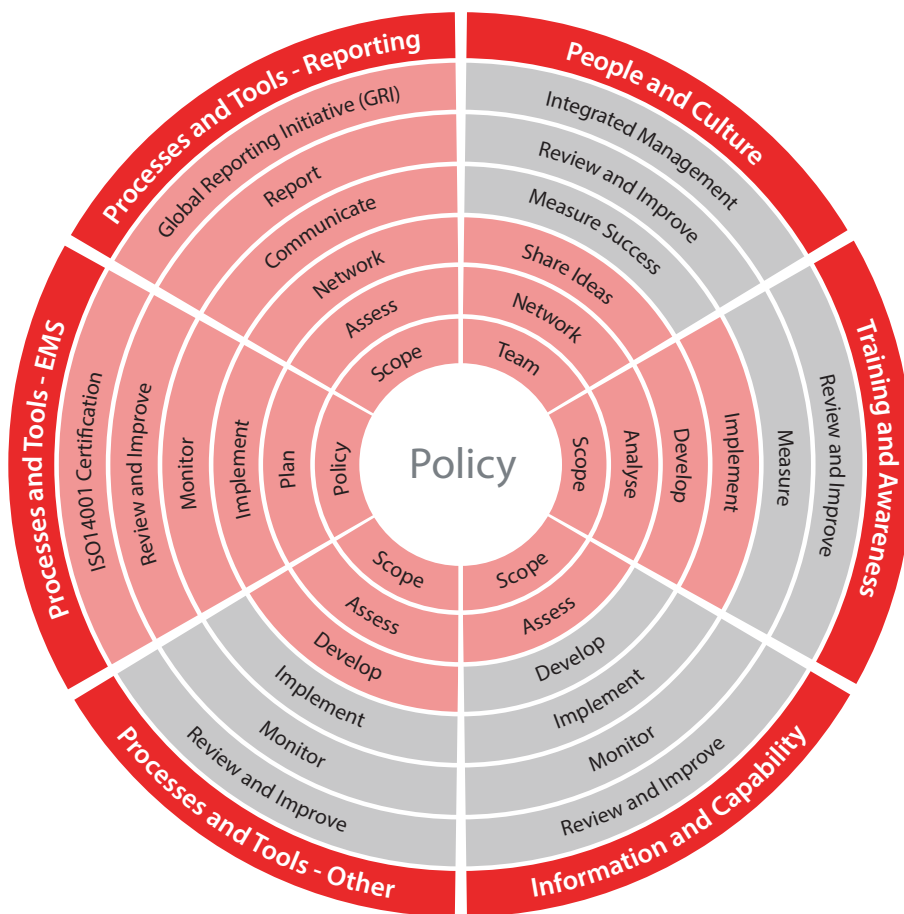 Processes and Tools - Reporting
Global Reporting Initiative (GRI)
Report
Communicate
Network
Assess
Scope
People and Culture
Integrated Management
Review and Improve
Measure Success
Share Ideas
Network
Team
Training and Awareness
Review and Improve
Measure
Implement
Develop
Analyse
Scope
Information and Capability
Review and Improve
Monitor
Implement
Develop
Assess
Scope
Processes and Tools - Other
Review and Improve
Monitor
Implement
Develop
Assess
Scope
Processes and Tools - EMS
ISO14001 Certification
Review and Improve
Monitor
Implement
Plan
Policy
Policy